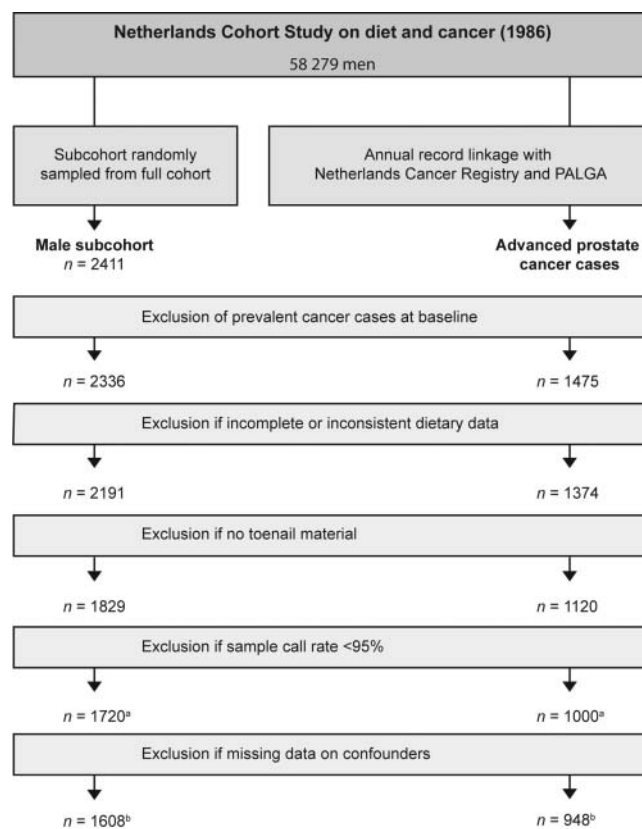 Netherlands Cohort Study on diet and cancer (1986)
58 279 men
Subcohort randomly
sampled from full cohort
Annual record linkage with
Netherlands Cancer Registry and PALGA
Male subcohort
n = 2411
Advanced prostate
cancer cases
Exclusion of prevalent cancer cases at baseline
n = 2336
n = 1475
Exclusion if incomplete or inconsistent dietary data
n = 2191
n = 1374
Exclusion if no toenail material
n = 1829
n = 1120
Exclusion if sample call rate <95%
n = 1720ᵃ
n = 1000ᵃ
Exclusion if missing data on confounders
n = 1608ᵇ
n = 948ᵇ